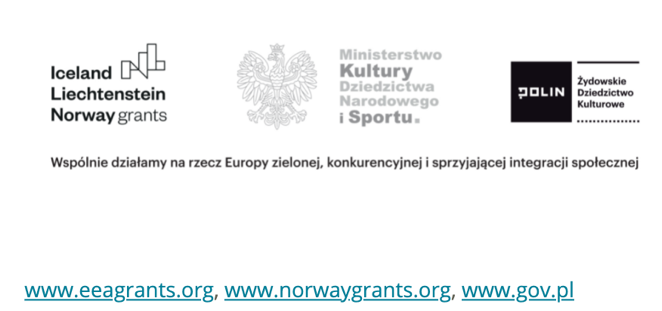 Iceland
Liechtenstein
Norway grants
Ministerstwo
Kultury
Dziedzictwa
Narodowego
i Sportu.
POLIN
Żydowskie
Dziedzictwo
Kulturowe
Wspólnie działamy na rzecz Europy zielonej, konkurencyjnej i sprzyjającej integracji społecznej
www.eeagrants.org, www.norwaygrants.org, www.gov.pl